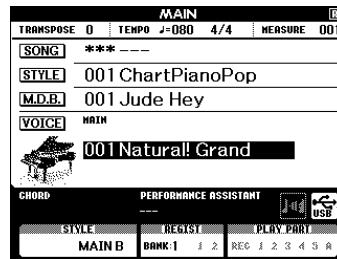 MAIN
TRANSPOSE 0 TEMPO ♩=080 4/4 MEASURE 001
SONG *** ---
STYLE 001 ChartPianoPop
M.D.B. 001 Jude Hey
VOICE MAIN
001 Natural! Grand
CHORD PERFORMANCE ASSISTANT
---
USB
STYLE REGIST PLAY PART
MAIN B BANK:1 1 2 REC 1 2 3 4 5 A